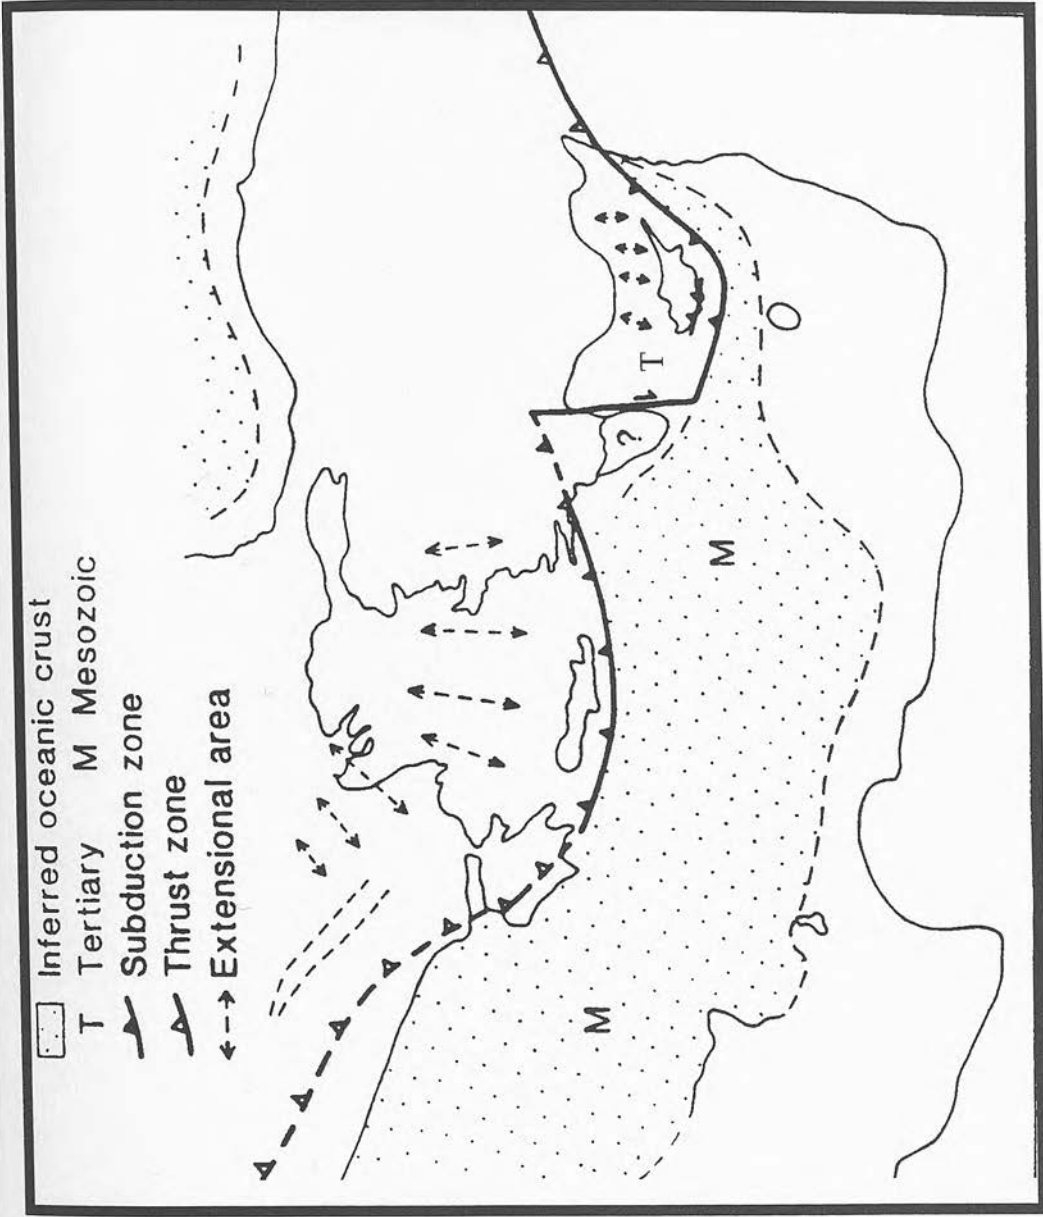 Inferred oceanic crust
T Tertiary M Mesozoic
Subduction zone
Thrust zone
Extensional area
M
M
?
T